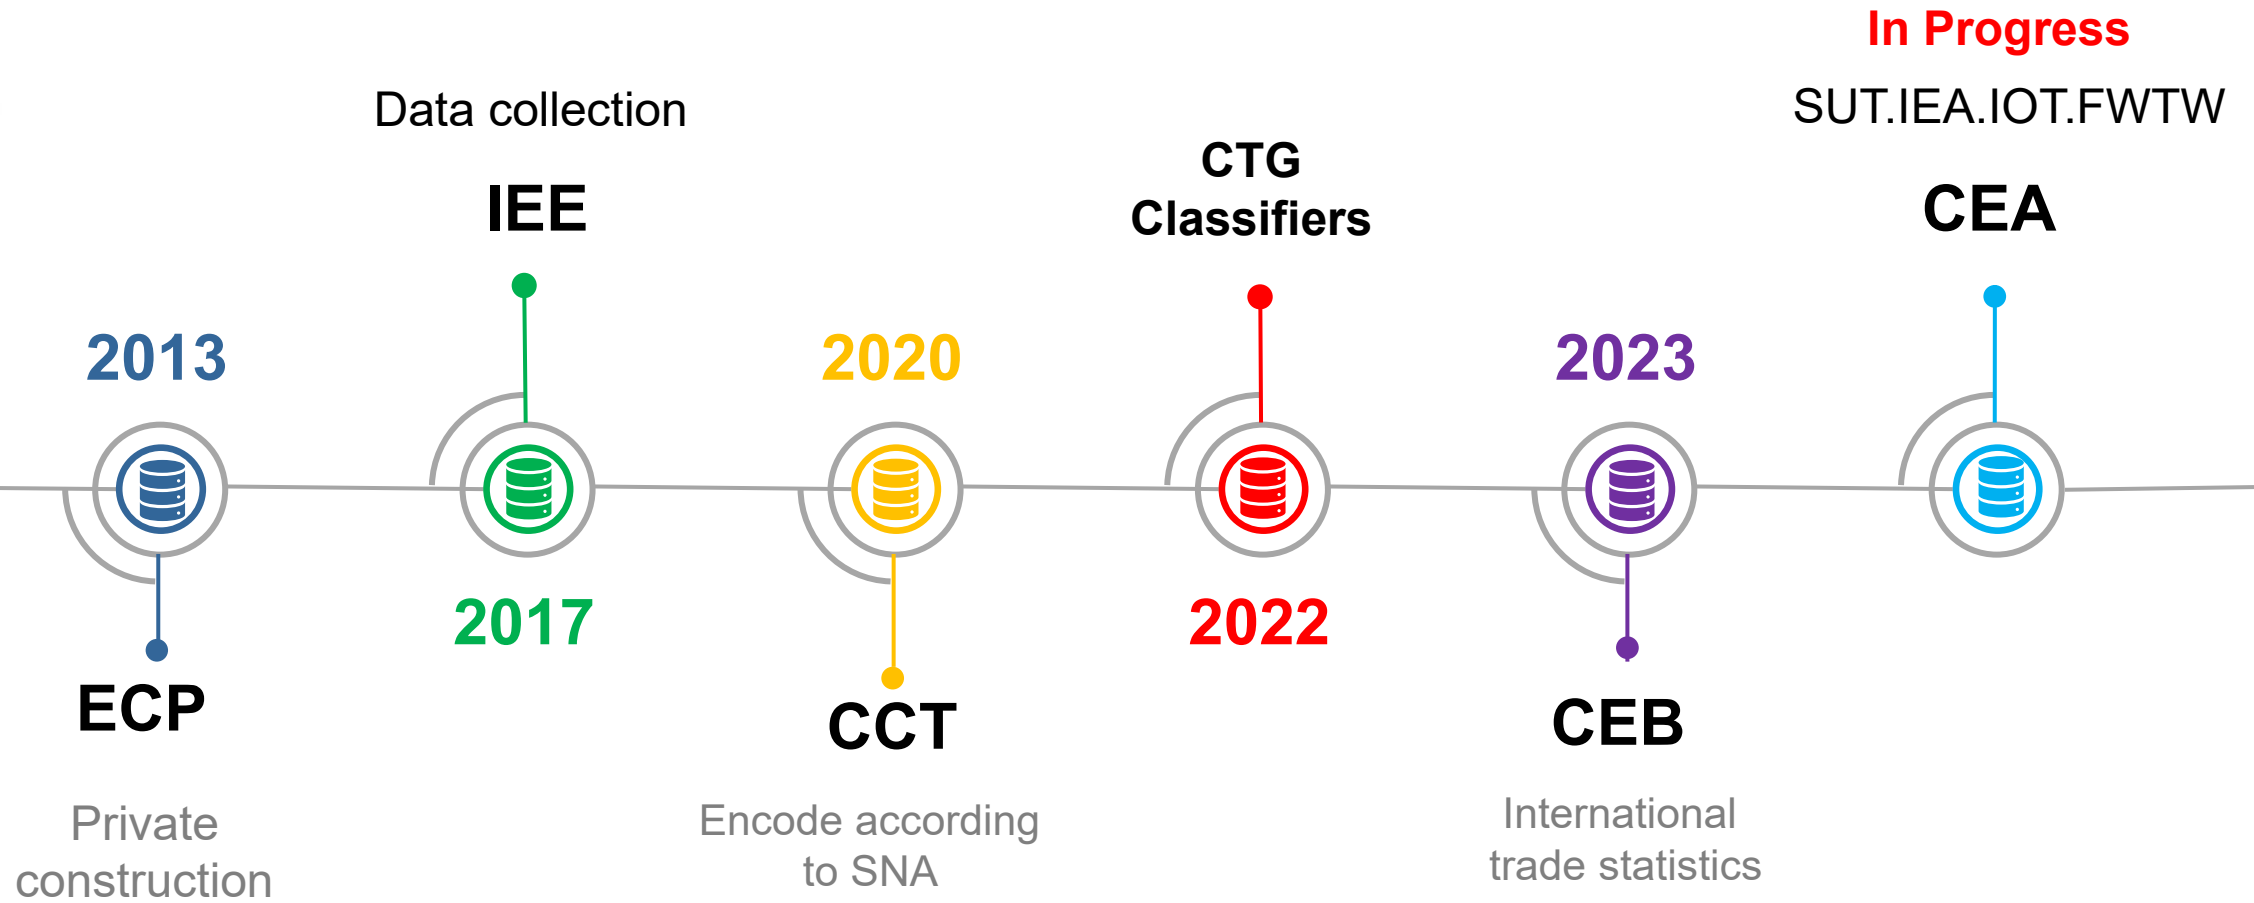 In Progress
SUT.IEA.IOT.FWTW
Data collection
CTG
Classifiers
IEE
CEA
2013
2020
2023
2017
2022
ECP
CCT
CEB
Private
construction
Encode according
to SNA
International
trade statistics